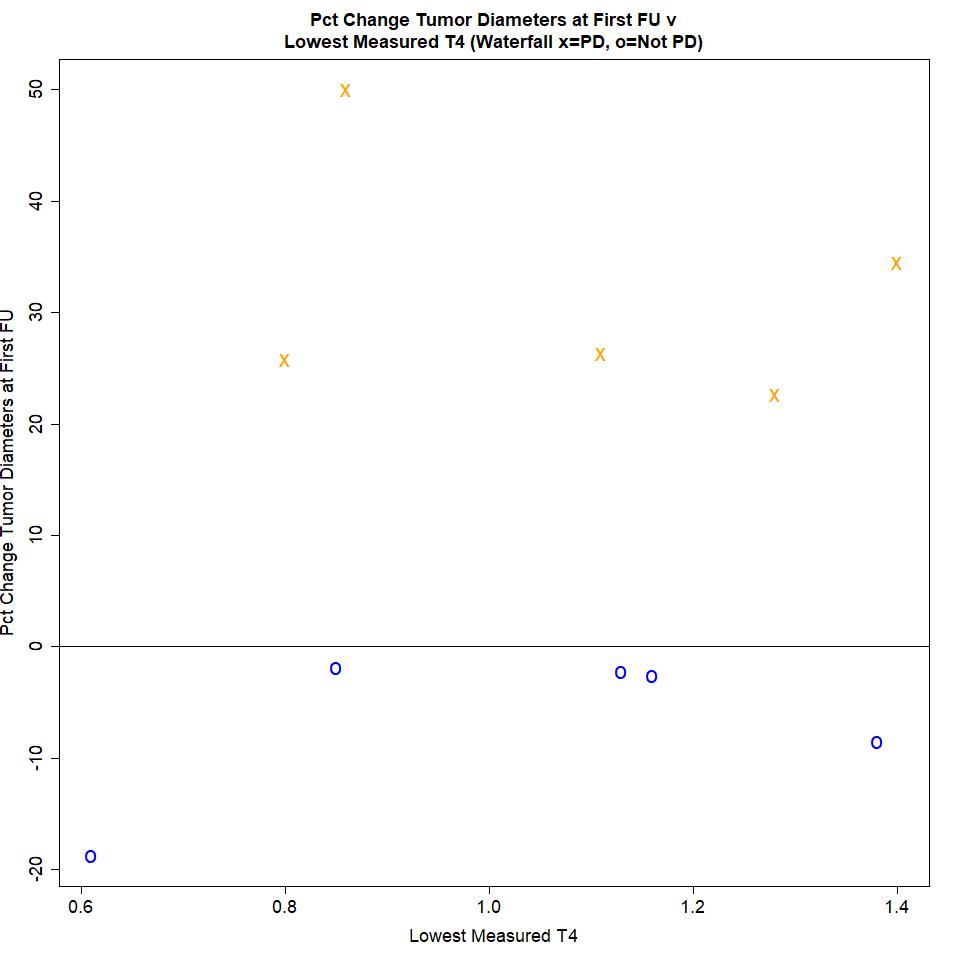 Pct Change Tumor Diameters at First FU v
Lowest Measured T4 (Waterfall x=PD, o=Not PD)
Pct Change Tumor Diameters at First FU
50
40
30
20
10
0
-10
-20
X
X
X
X
X
O
O
O
O
O
0.6
0.8
1.0
1.2
1.4
Lowest Measured T4